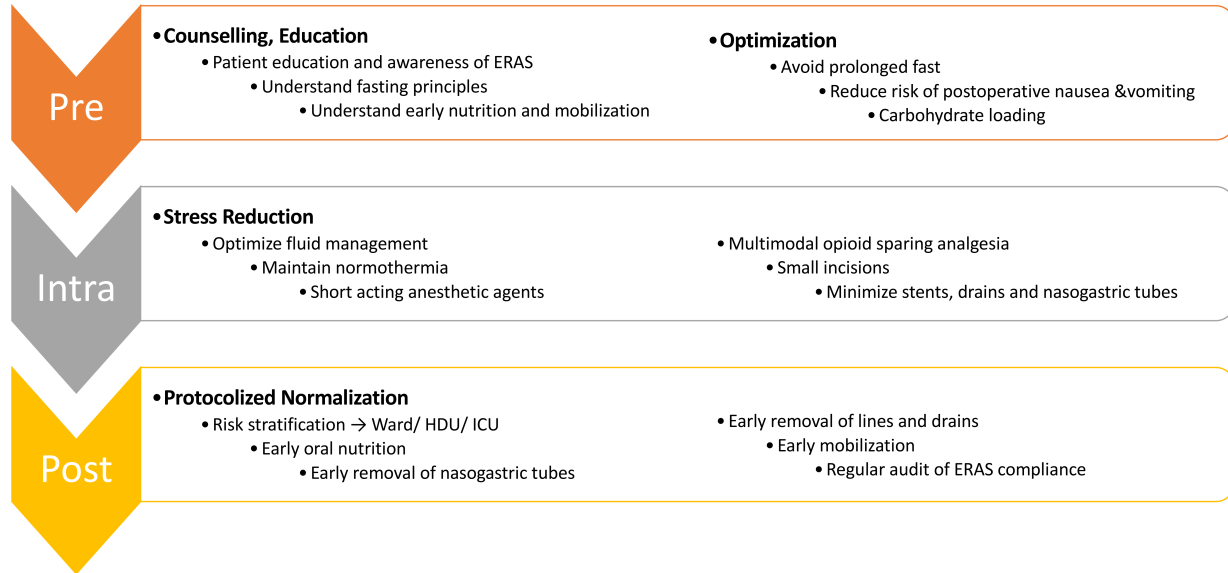 Pre
•Counselling, Education
•Patient education and awareness of ERAS
•Understand fasting principles
•Understand early nutrition and mobilization
•Optimization
•Avoid prolonged fast
•Reduce risk of postoperative nausea &vomiting
•Carbohydrate loading
Intra
•Stress Reduction
•Optimize fluid management
•Maintain normothermia
•Short acting anesthetic agents
•Multimodal opioid sparing analgesia
•Small incisions
•Minimize stents, drains and nasogastric tubes
Post
•Protocolized Normalization
•Risk stratification → Ward/ HDU/ ICU
•Early oral nutrition
•Early removal of nasogastric tubes
•Early removal of lines and drains
•Early mobilization
•Regular audit of ERAS compliance